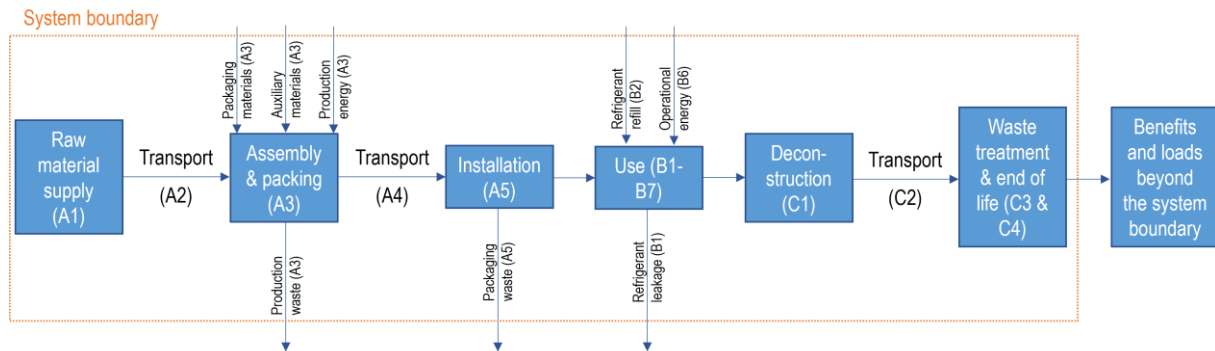 System boundary
Packaging
materials (A3)
Auxiliary
materials (A3)
Production
energy (A3)
Refrigerant
refill (B2)
Operational
energy (B6)
Raw
material
supply
(A1)
Transport
(A2)
Assembly
& packing
(A3)
Transport
(A4)
Installation
(A5)
Use (B1-
B7)
Decon-
struction
(C1)
Transport
(C2)
Waste
treatment
& end of
life (C3 &
C4)
Benefits
and loads
beyond
the system
boundary
Production
waste (A3)
Packaging
waste (A5)
Refrigerant
leakage (B1)